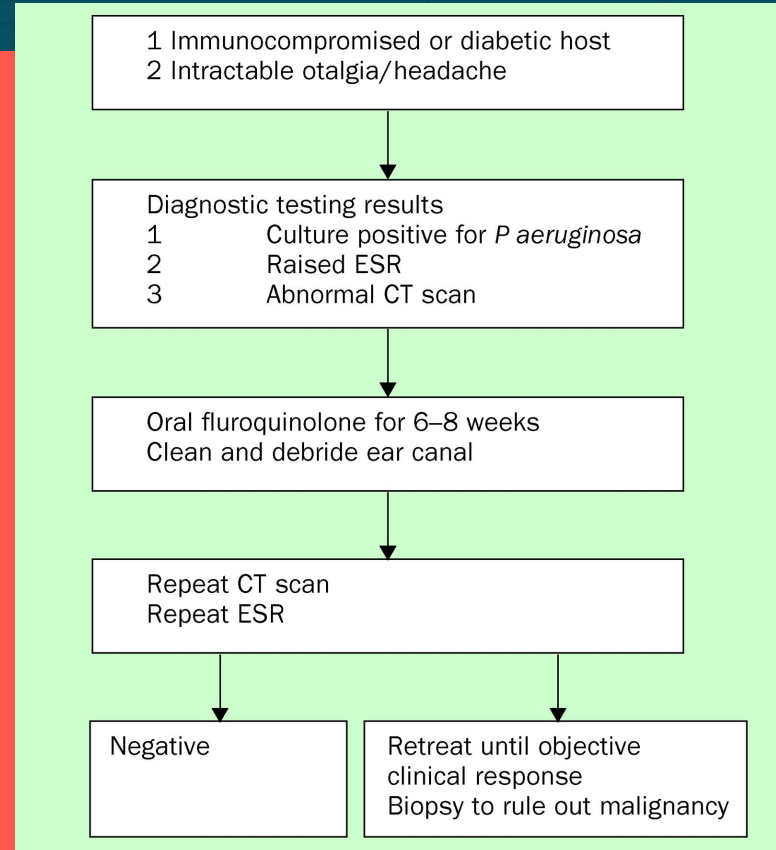 1 Immunocompromised or diabetic host
2 Intractable otalgia/headache
Diagnostic testing results
1 Culture positive for P aeruginosa
2 Raised ESR
3 Abnormal CT scan
Oral fluroquinolone for 6–8 weeks
Clean and debride ear canal
Repeat CT scan
Repeat ESR
Negative
Retreat until objective
clinical response
Biopsy to rule out malignancy